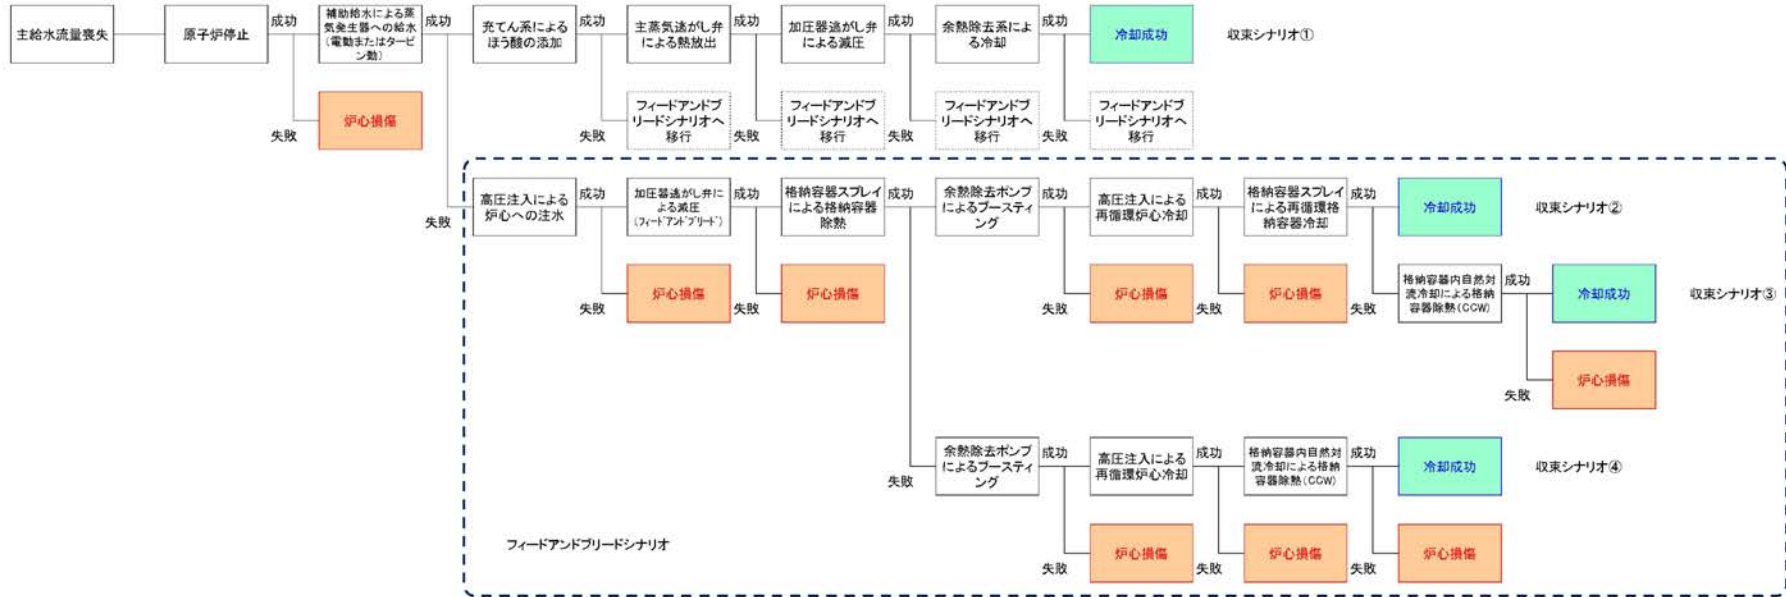 主給水流量喪失
原子炉停止
成功
補助給水による蒸
気発生器への給水
(電動またはタービ
ン動)
成功
充てん系による
ほう酸の添加
成功
主蒸気逃がし弁
による熱放出
成功
加圧器逃がし弁
による減圧
成功
余熱除去系によ
る冷却
成功
冷却成功
収束シナリオ①
失敗
炉心損傷
失敗
フィードアンドブ
リードシナリオへ
移行
失敗
フィードアンドブ
リードシナリオへ
移行
失敗
フィードアンドブ
リードシナリオへ
移行
失敗
フィードアンドブ
リードシナリオへ
移行
失敗
高圧注入による
炉心への注水
成功
加圧器逃がし弁に
よる減圧
(フィードアンドブリード)
成功
格納容器スプレイ
による格納容器
除熱
成功
余熱除去ポンプ
によるブースティ
ング
成功
高圧注入による
再循環炉心冷却
成功
格納容器スプレイ
による再循環格
納容器冷却
成功
冷却成功
収束シナリオ②
失敗
炉心損傷
失敗
炉心損傷
失敗
炉心損傷
失敗
炉心損傷
失敗
格納容器内自然対
流冷却による格納
容器除熱(CCW)
成功
冷却成功
収束シナリオ③
失敗
炉心損傷
失敗
余熱除去ポンプ
によるブースティ
ング
成功
高圧注入による
再循環炉心冷却
成功
格納容器内自然対
流冷却による格納
容器除熱(CCW)
成功
冷却成功
収束シナリオ④
失敗
炉心損傷
失敗
炉心損傷
失敗
炉心損傷
フィードアンドブリードシナリオ